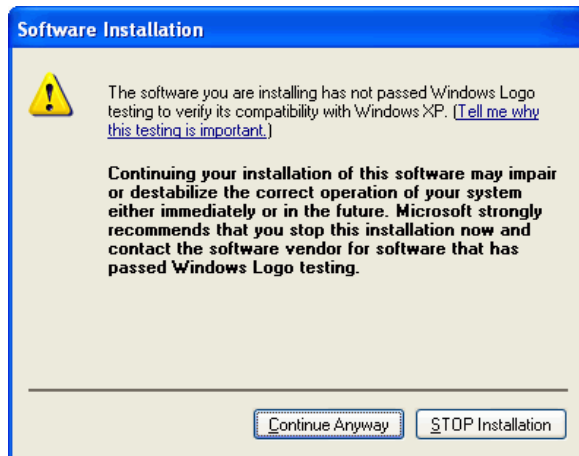 Software Installation
The software you are installing has not passed Windows Logo
testing to verify its compatibility with Windows XP. (Tell me why
this testing is important.)
Continuing your installation of this software may impair
or destabilize the correct operation of your system
either immediately or in the future. Microsoft strongly
recommends that you stop this installation now and
contact the software vendor for software that has
passed Windows Logo testing.
Continue Anyway
STOP Installation